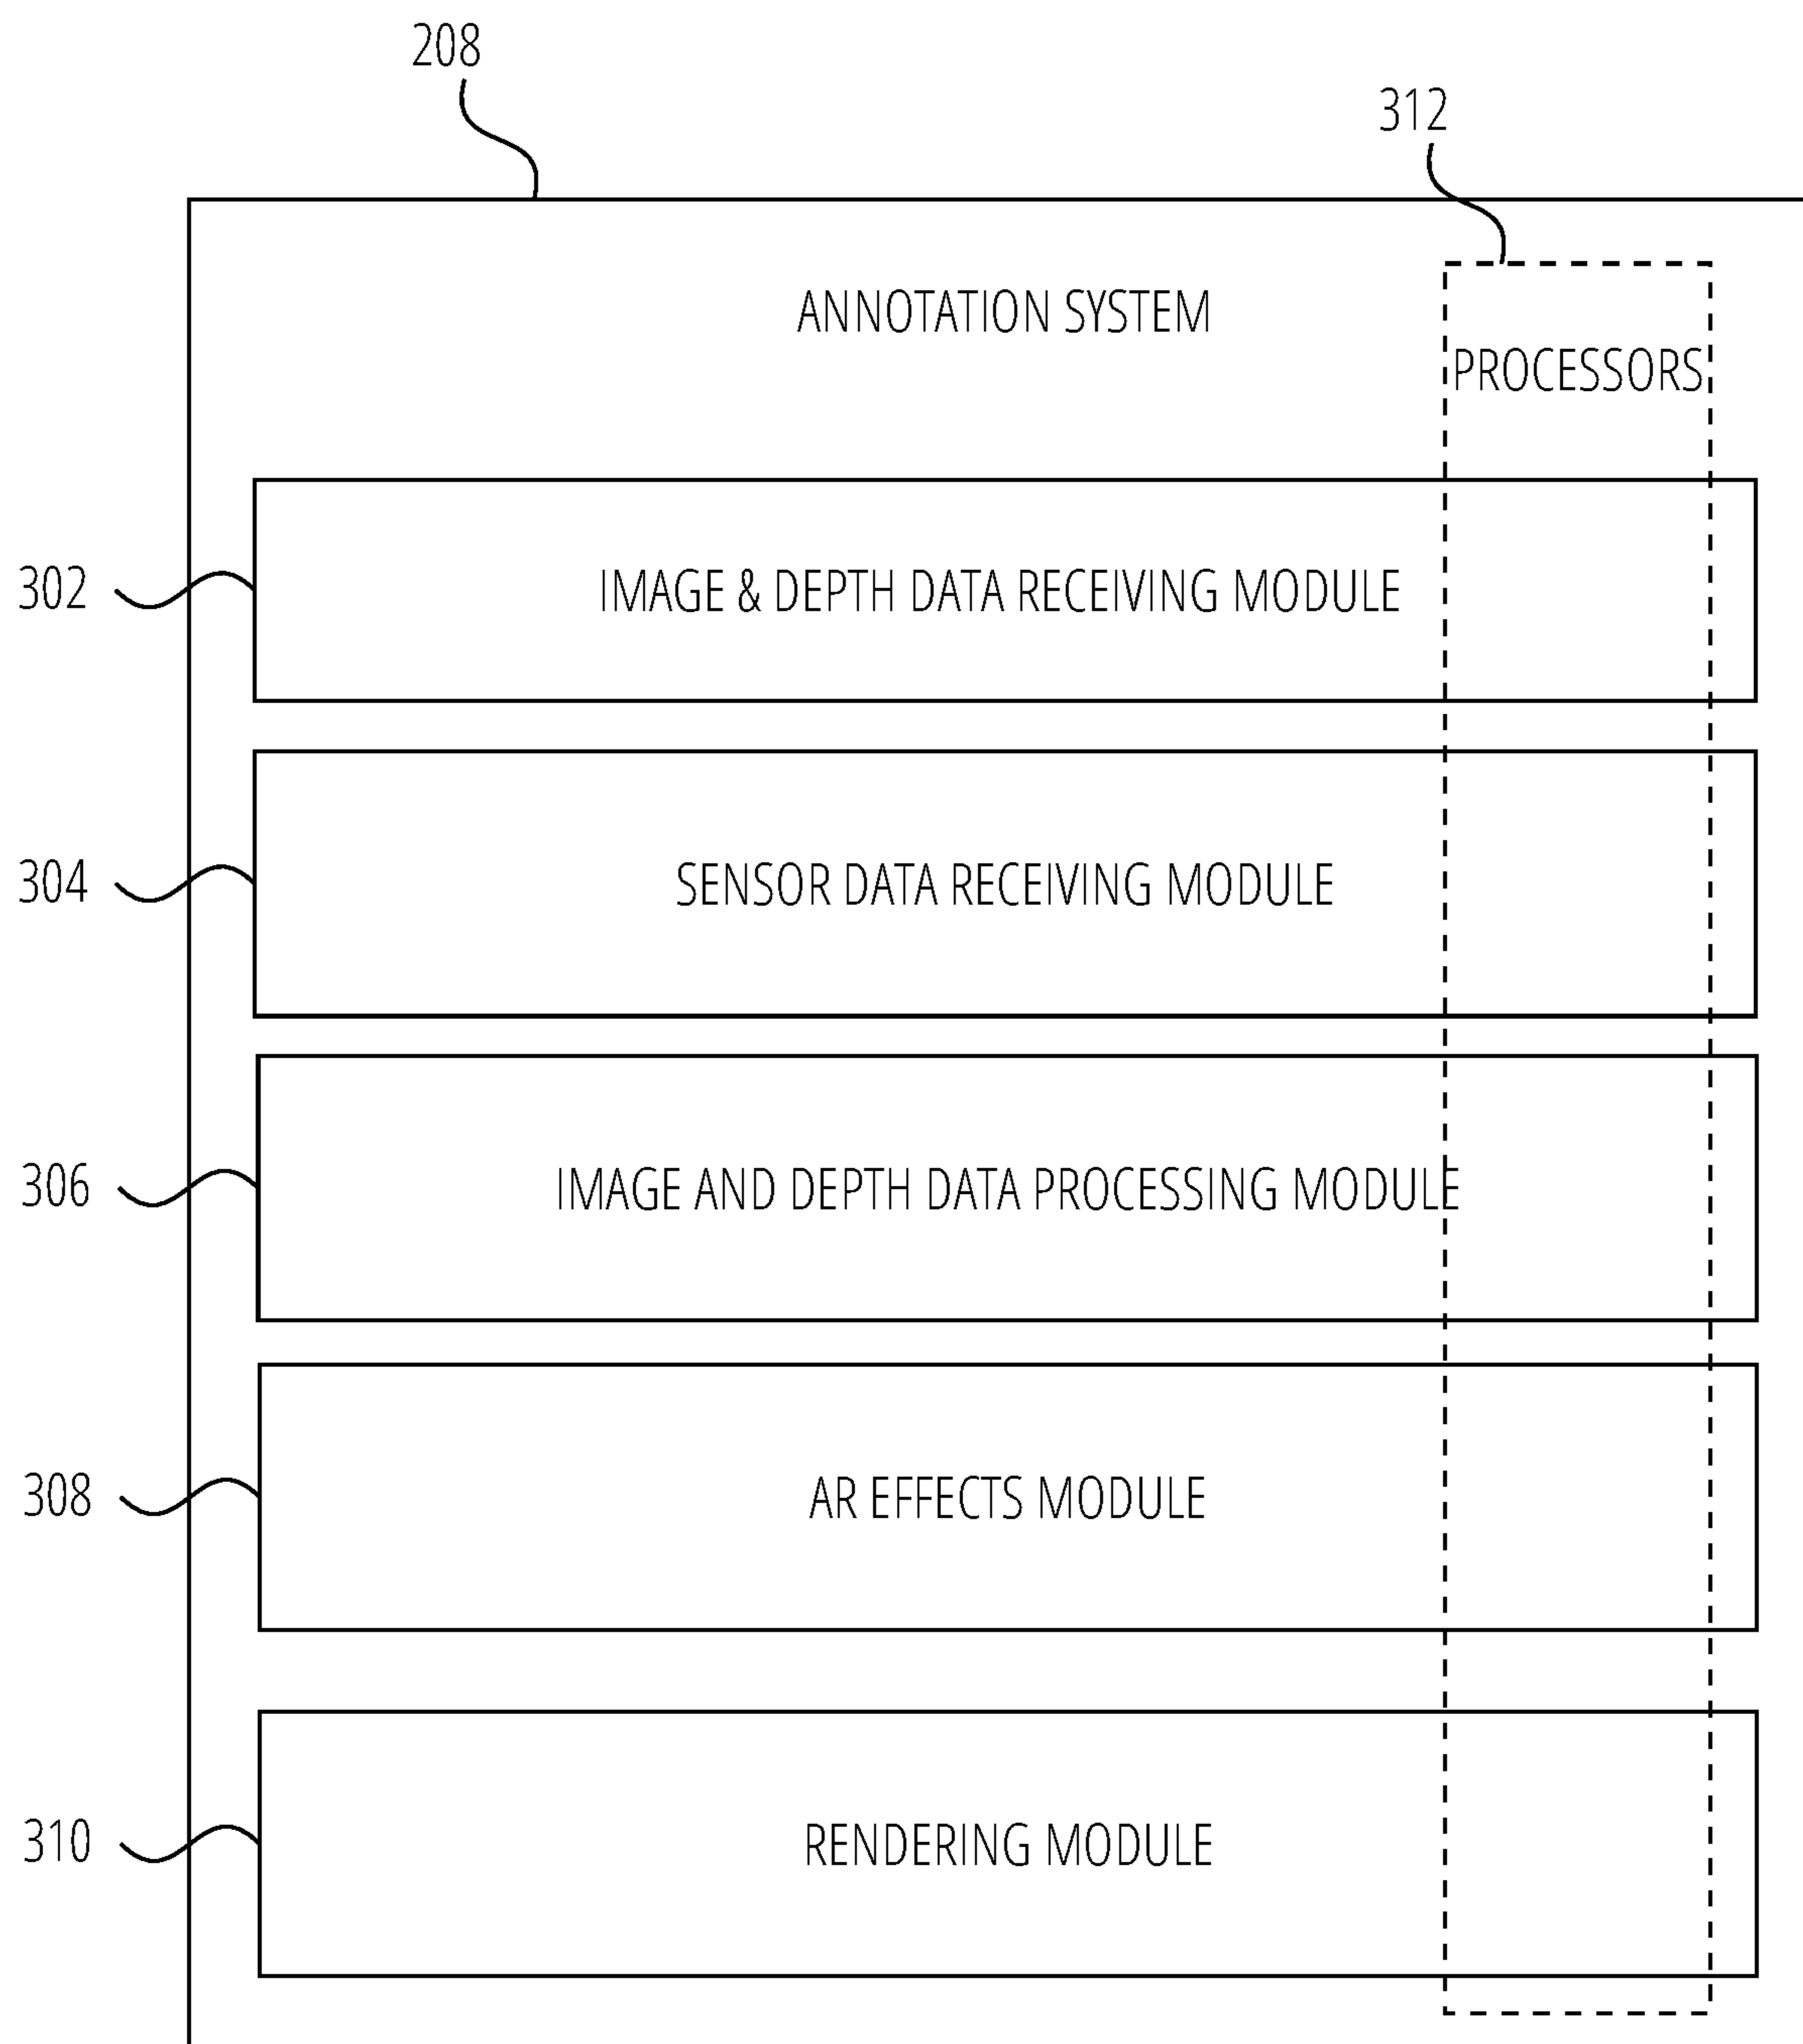 208
312
ANNOTATION SYSTEM
PROCESSORS
302
IMAGE & DEPTH DATA RECEIVING MODULE
304
SENSOR DATA RECEIVING MODULE
306
IMAGE AND DEPTH DATA PROCESSING MODULE
308
AR EFFECTS MODULE
310
RENDERING MODULE